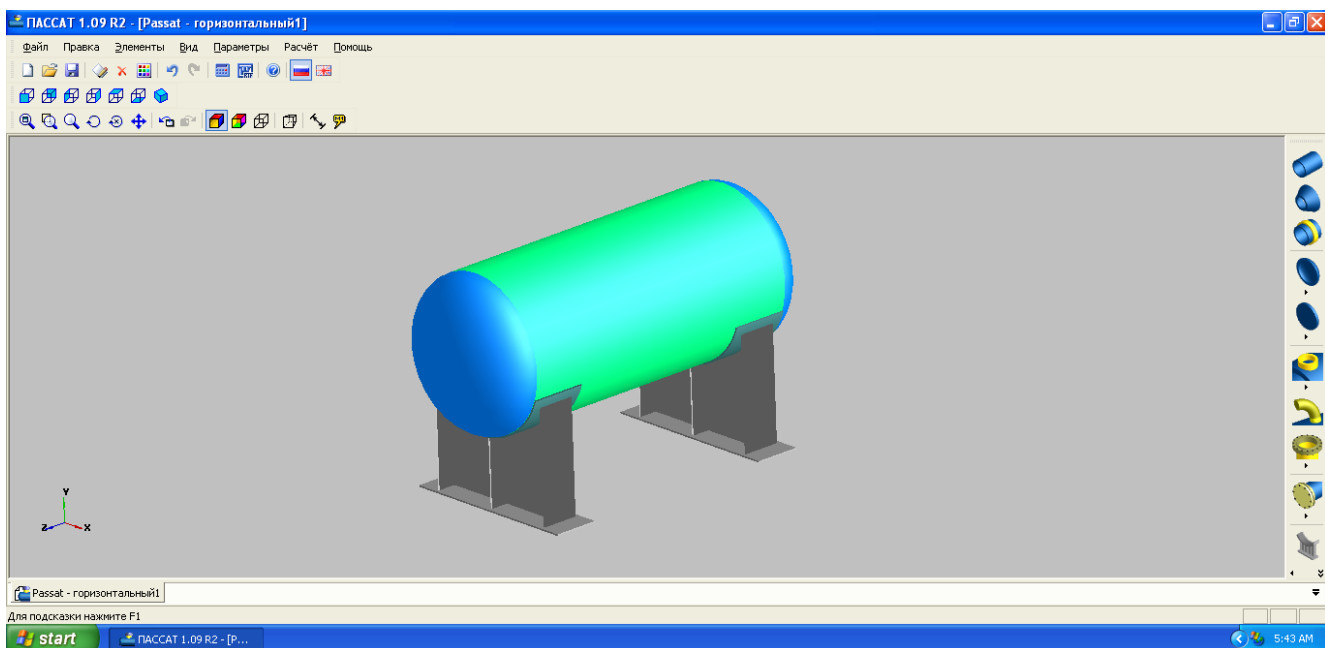 ПАССАТ 1.09 R2 - [Passat - горизонтальный1]
Файл Правка Элементы Вид Параметры Расчёт Помощь
Y
Z X
Passat - горизонтальный1
Для подсказки нажмите F1
start ПАССАТ 1.09 R2 - [P... 5:43 AM